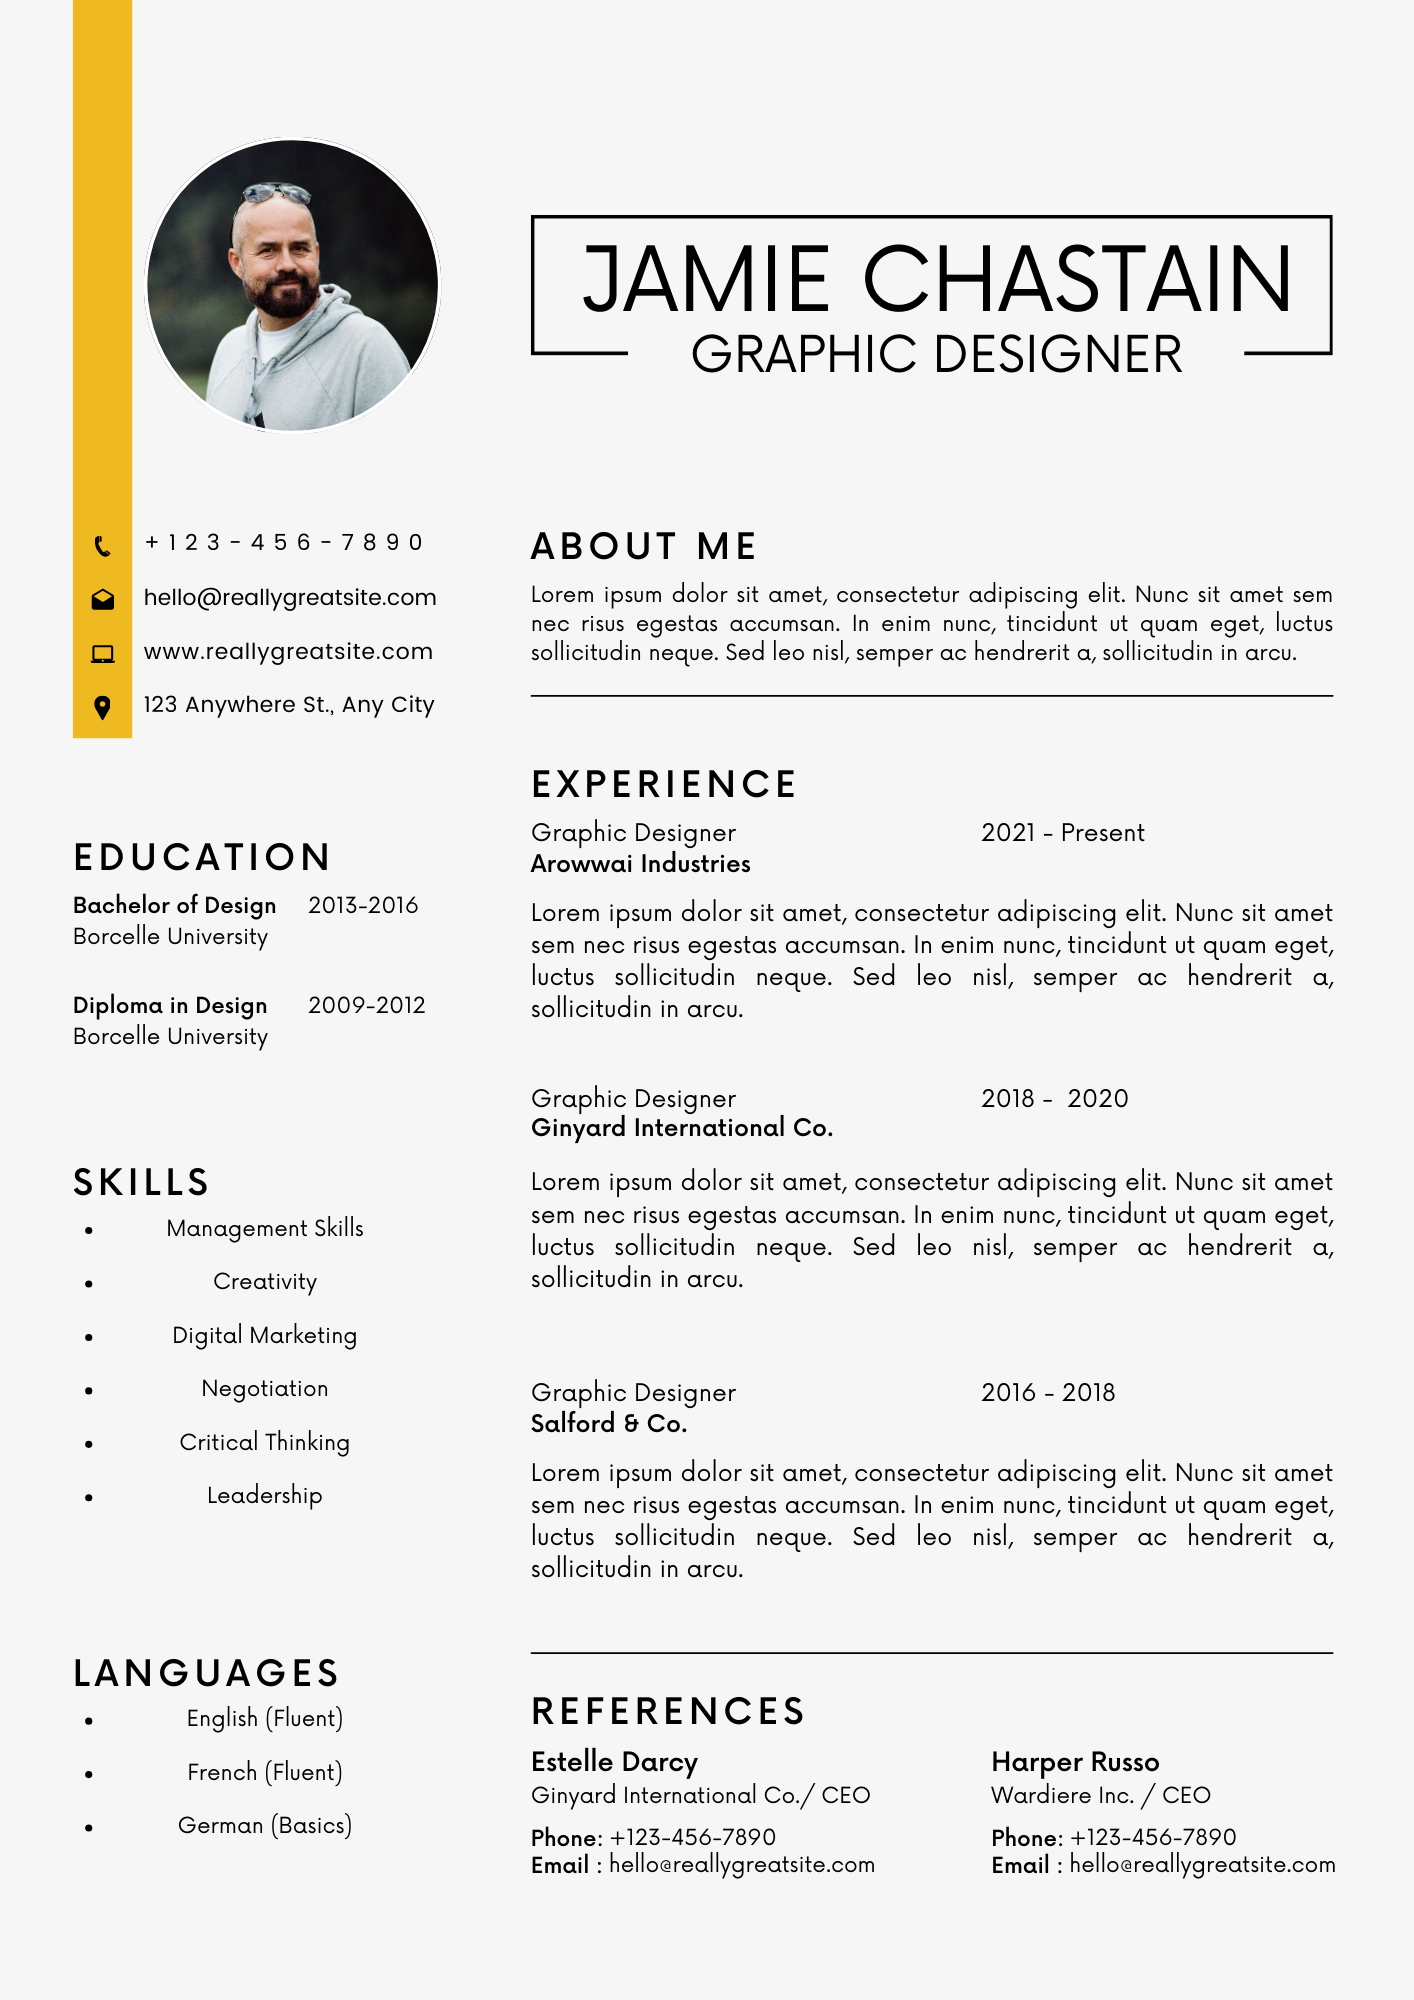 JAMIE CHASTAIN
GRAPHIC DESIGNER
+123-456-7890
hello@reallygreatsite.com
www.reallygreatsite.com
123 Anywhere St., Any City
EDUCATION
Bachelor of Design 2013-2016
Borcelle University
Diploma in Design 2009-2012
Borcelle University
SKILLS
• Management Skills
• Creativity
• Digital Marketing
• Negotiation
• Critical Thinking
• Leadership
LANGUAGES
• English (Fluent)
• French (Fluent)
• German (Basics)
ABOUT ME
Lorem ipsum dolor sit amet, consectetur adipiscing elit. Nunc sit amet sem
nec risus egestas accumsan. In enim nunc, tincidunt ut quam eget, luctus
sollicitudin neque. Sed leo nisl, semper ac hendrerit a, sollicitudin in arcu.
EXPERIENCE
Graphic Designer 2021 - Present
Arowwai Industries
Lorem ipsum dolor sit amet, consectetur adipiscing elit. Nunc sit amet
sem nec risus egestas accumsan. In enim nunc, tincidunt ut quam eget,
luctus sollicitudin neque. Sed leo nisl, semper ac hendrerit a,
sollicitudin in arcu.
Graphic Designer 2018 - 2020
Ginyard International Co.
Lorem ipsum dolor sit amet, consectetur adipiscing elit. Nunc sit amet
sem nec risus egestas accumsan. In enim nunc, tincidunt ut quam eget,
luctus sollicitudin neque. Sed leo nisl, semper ac hendrerit a,
sollicitudin in arcu.
Graphic Designer 2016 - 2018
Salford & Co.
Lorem ipsum dolor sit amet, consectetur adipiscing elit. Nunc sit amet
sem nec risus egestas accumsan. In enim nunc, tincidunt ut quam eget,
luctus sollicitudin neque. Sed leo nisl, semper ac hendrerit a,
sollicitudin in arcu.
REFERENCES
Estelle Darcy
Ginyard International Co./ CEO
Phone: +123-456-7890
Email : hello@reallygreatsite.com
Harper Russo
Wardiere Inc. / CEO
Phone: +123-456-7890
Email : hello@reallygreatsite.com